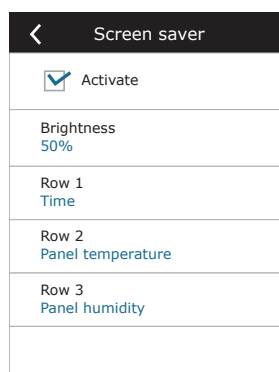 Screen saver
Activate
Brightness
50%
Row 1
Time
Row 2
Panel temperature
Row 3
Panel humidity